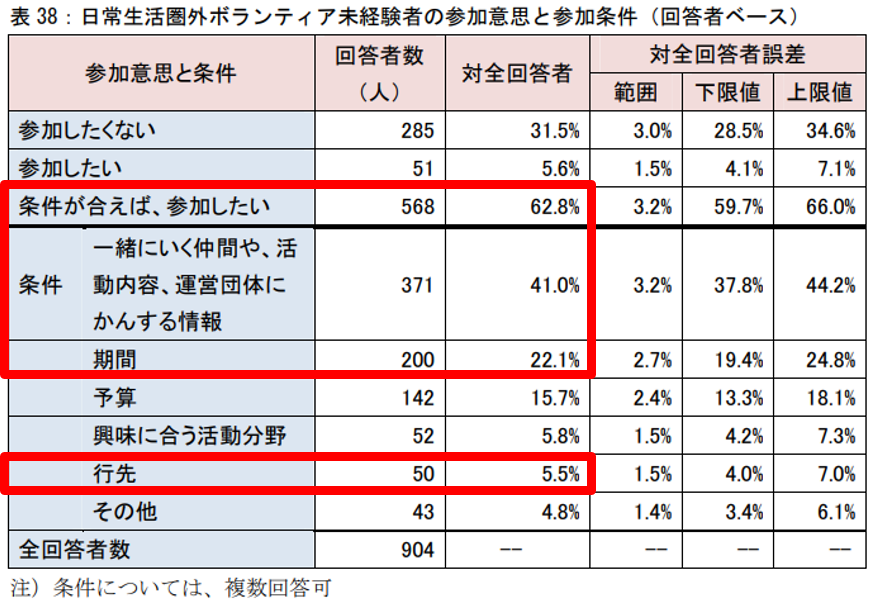 表 38：日常生活圏外ボランティア未経験者の参加意思と参加条件（回答者ベース）
参加意思と条件 回答者数（人） 対全回答者 対全回答者誤差
範囲 下限値 上限値
参加したくない 285 31.5% 3.0% 28.5% 34.6%
参加したい 51 5.6% 1.5% 4.1% 7.1%
条件が合えば、参加したい 568 62.8% 3.2% 59.7% 66.0%
条件 一緒にいく仲間や、活
動内容、運営団体に
かんする情報 371 41.0% 3.2% 37.8% 44.2%
期間 200 22.1% 2.7% 19.4% 24.8%
予算 142 15.7% 2.4% 13.3% 18.1%
興味に合う活動分野 52 5.8% 1.5% 4.2% 7.3%
行先 50 5.5% 1.5% 4.0% 7.0%
その他 43 4.8% 1.4% 3.4% 6.1%
全回答者数 904 -- -- -- --
注）条件については、複数回答可